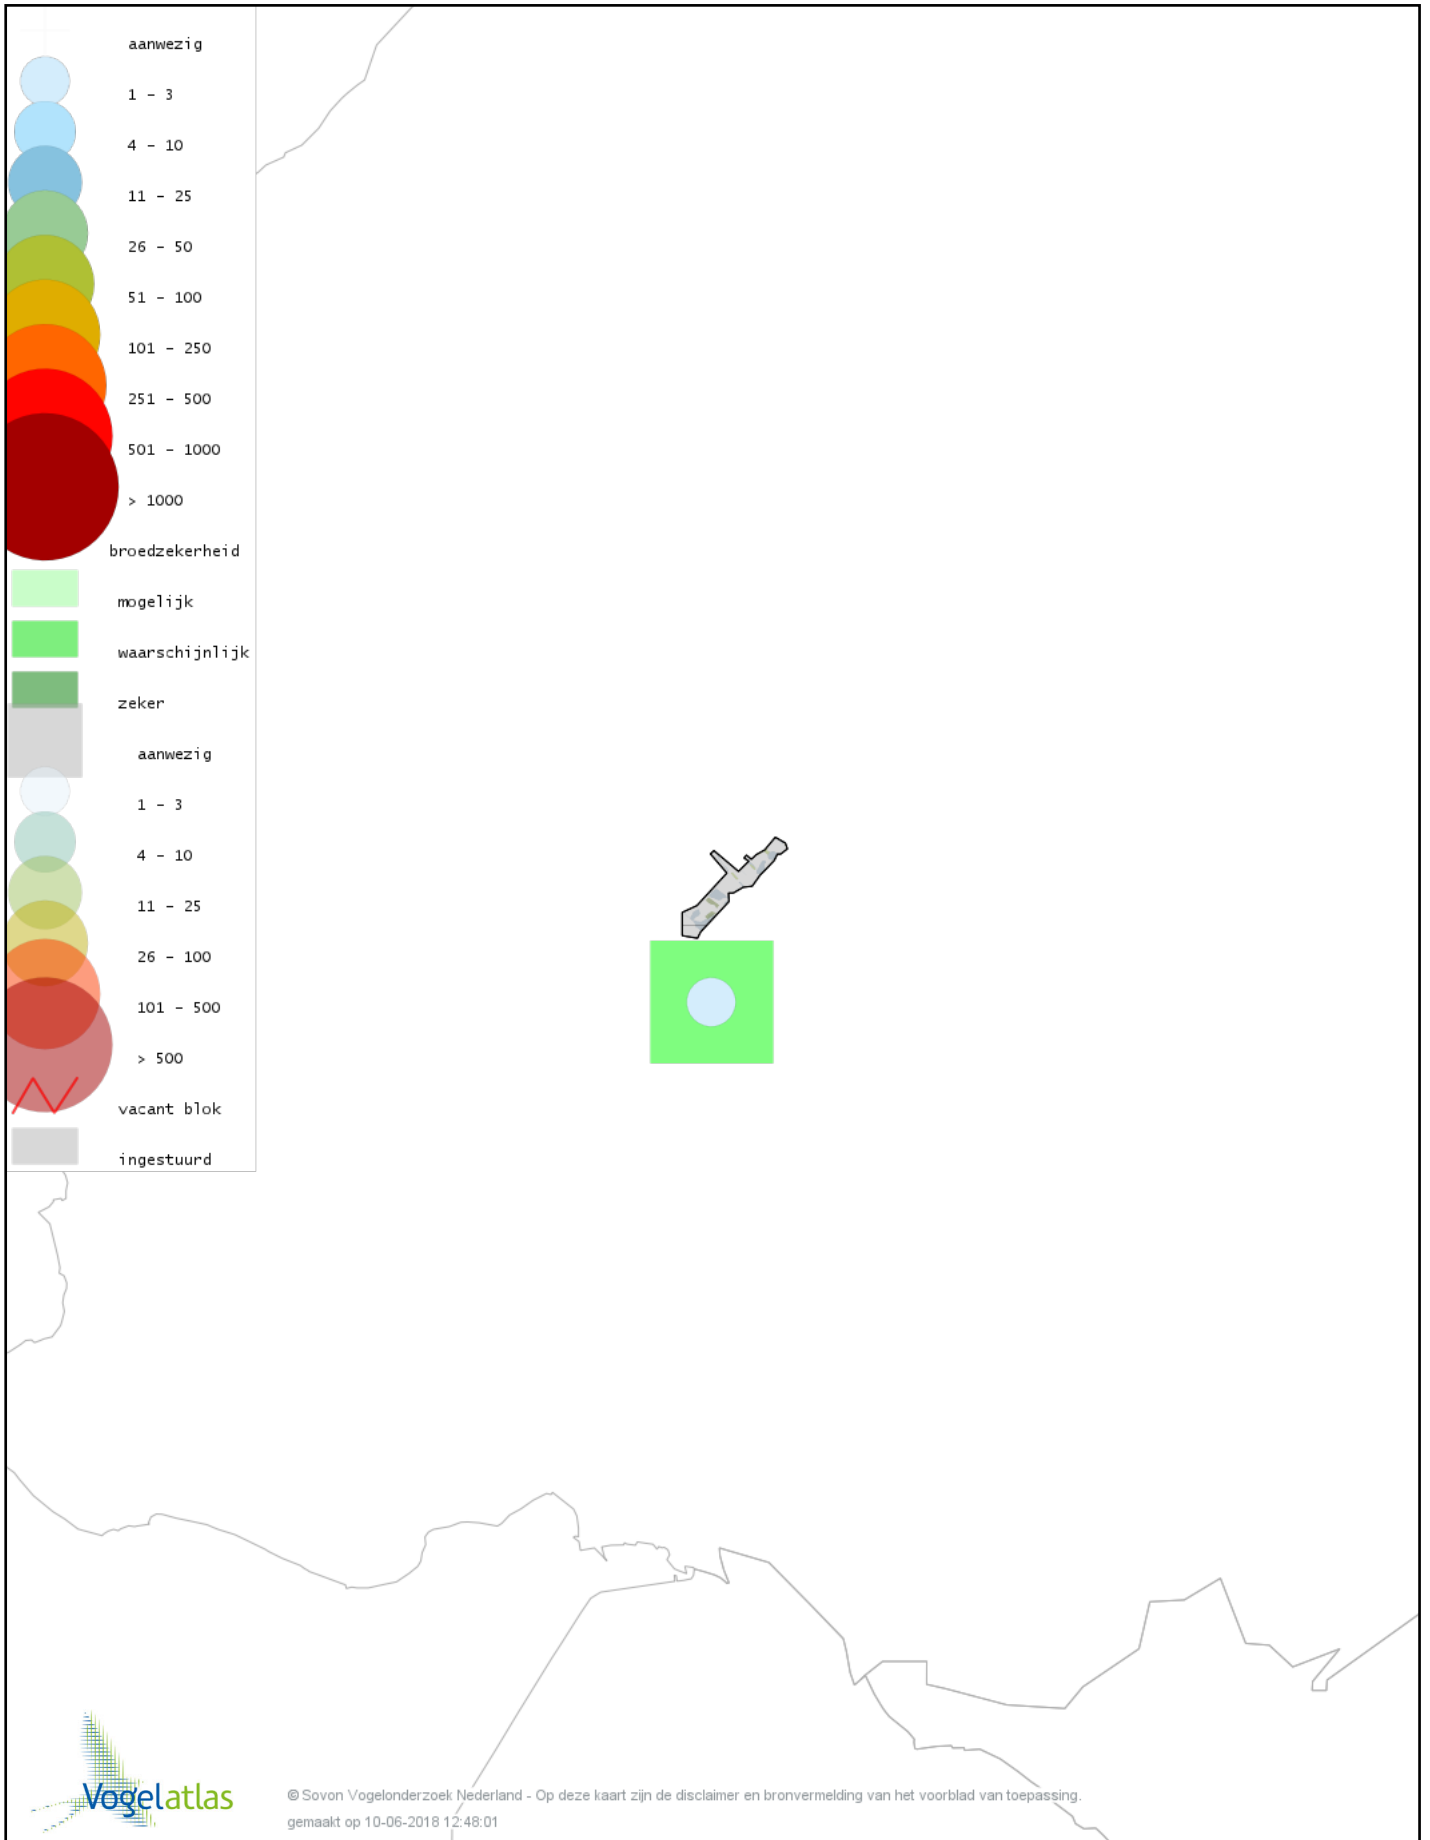 aanwezig
1 - 3
4 - 10
11 - 25
26 - 50
51 - 100
101 - 250
251 - 500
501 - 1000
> 1000
broedzekerheid
mogelijk
waarschijnlijk
zeker
aanwezig
1 - 3
4 - 10
11 - 25
26 - 100
101 - 500
> 500
vacant blok
ingestuurd
Vogelatlas
© Sovon Vogelonderzoek Nederland - Op deze kaart zijn de disclaimer en bronvermelding van het voorblad van toepassing.
gemaakt op 10-06-2018 12:48:01